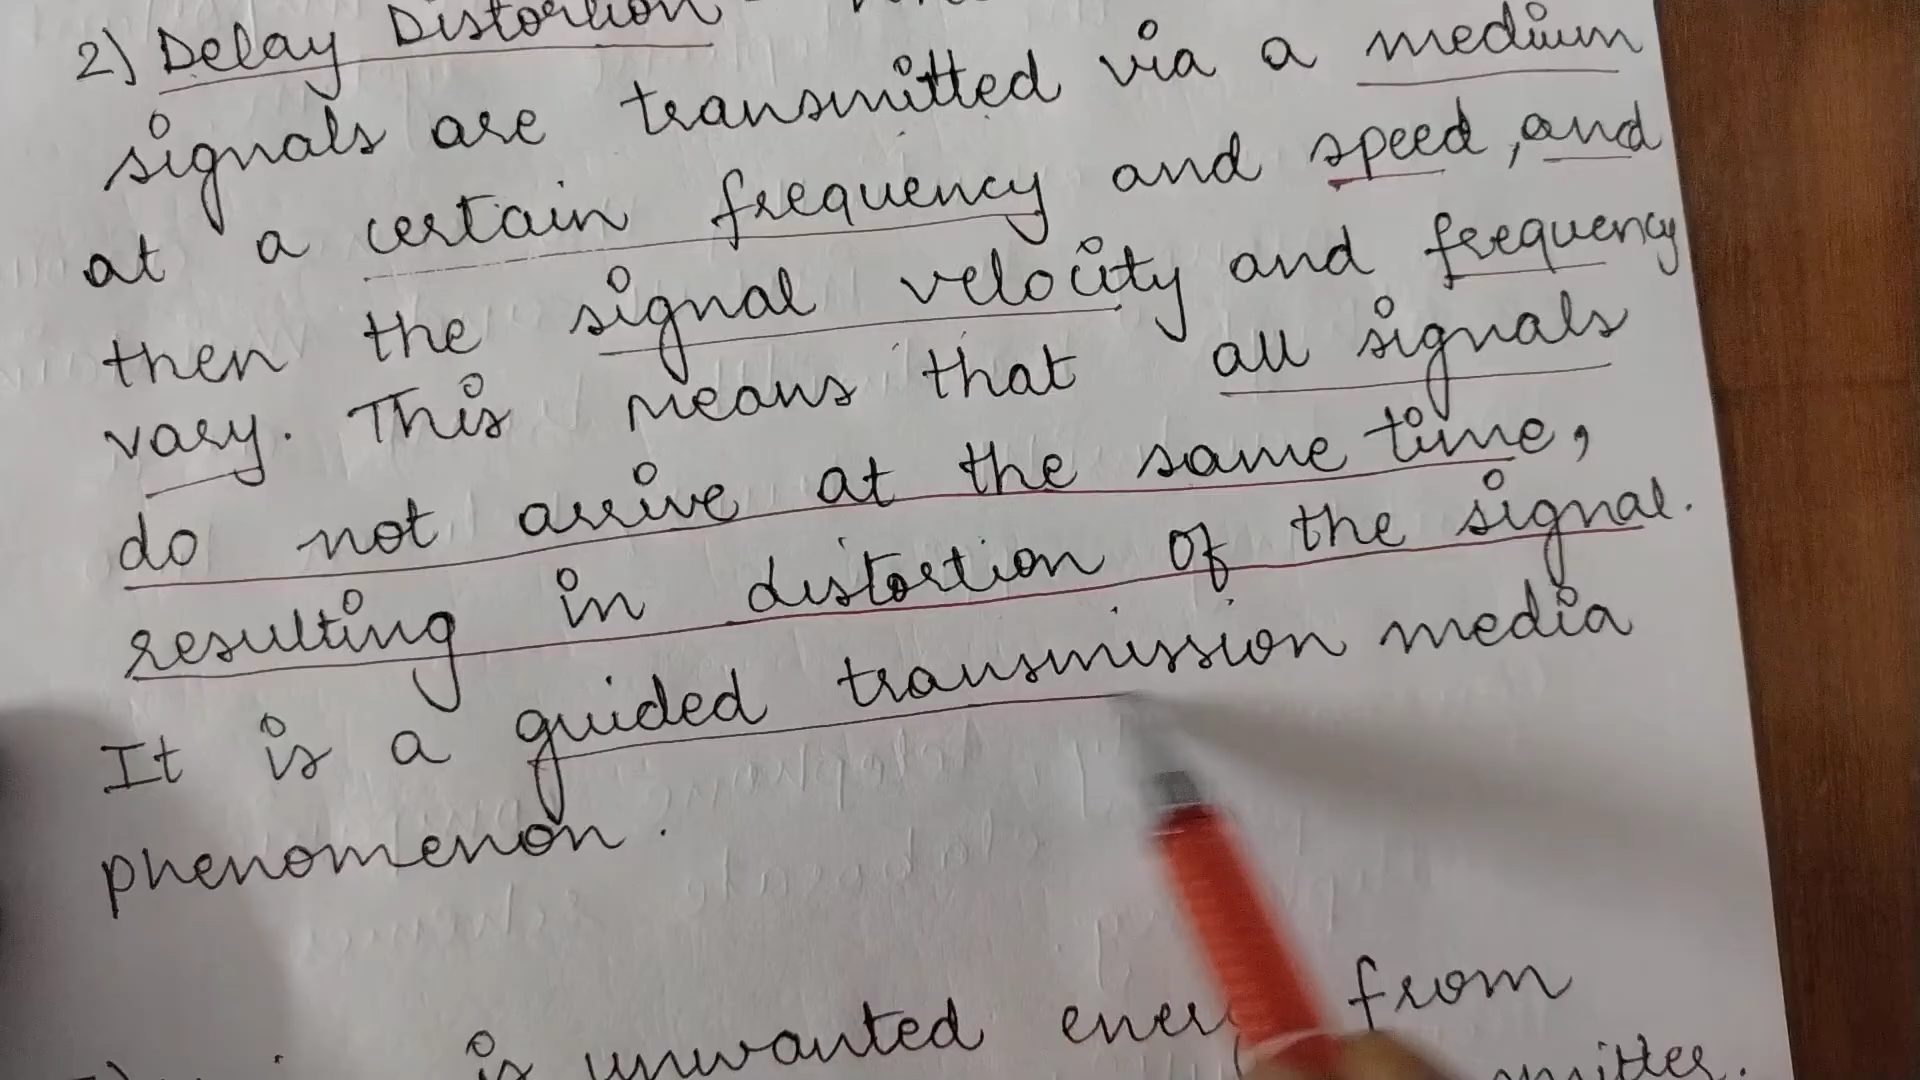 2) Delay Distortion -
signals are transmitted via a medium
at a certain frequency and speed, and
then the signal velocity and frequency
vary. This means that all signals
do not arrive at the same time,
resulting in distortion of the signal.
It is a guided transmission media
phenomenon.
is unwanted from